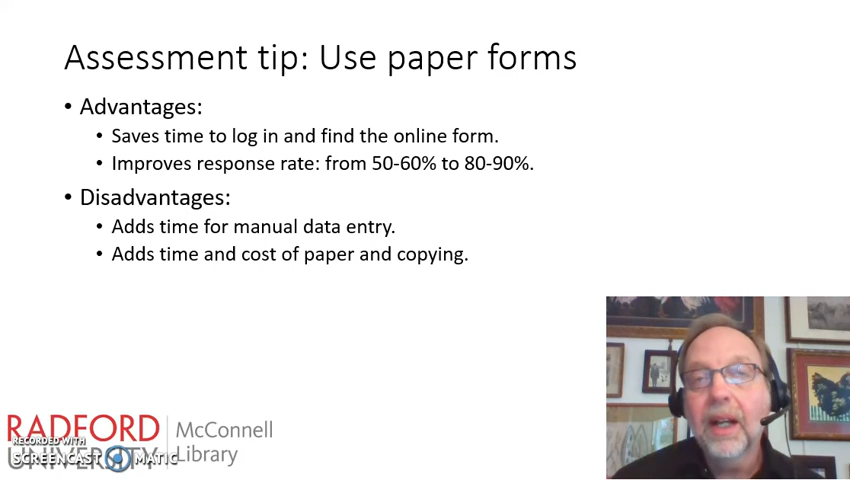 Assessment tip: Use paper forms
• Advantages:
• Saves time to log in and find the online form.
• Improves response rate: from 50-60% to 80-90%.
• Disadvantages:
• Adds time for manual data entry.
• Adds time and cost of paper and copying.
RADFORD UNIVERSITY
McConnell Library
RECORDED WITH
SCREENCAST MATIC